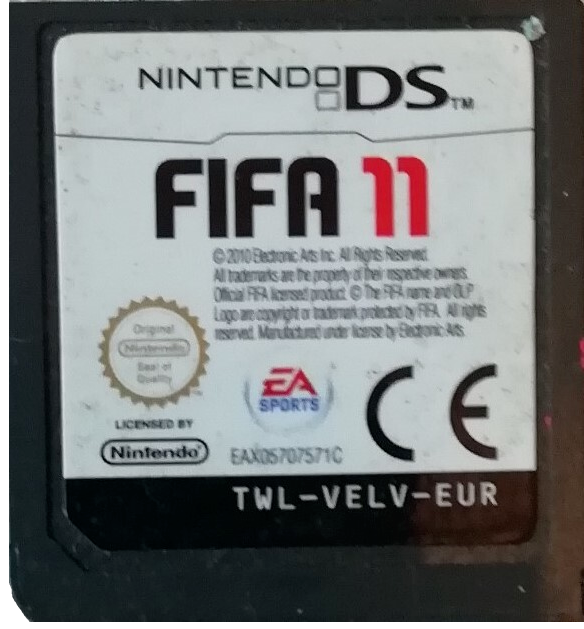 NINTENDO DS™
FIFA 11
© 2010 Electronic Arts Inc. All Rights Reserved.
All trademarks are the property of their respective owners.
Official FIFA licensed product. © The FIFA name and OLP
Logo are copyright or trademark protected by FIFA. All rights
reserved. Manufactured under license by Electronic Arts.
Original
Nintendo
Seal of
Quality
EA
SPORTS
CE
LICENSED BY
Nintendo
EAX05707571C
TWL-VELV-EUR